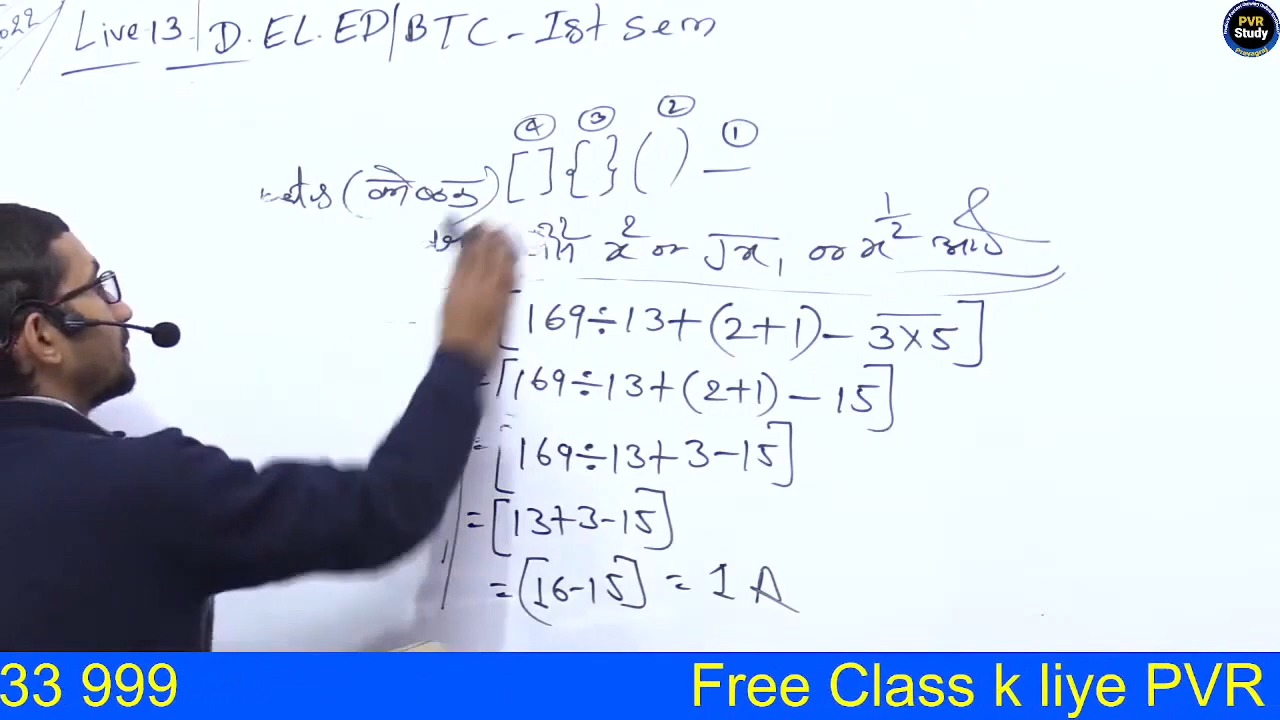 Live 13 | D. EL. ED | BTC - Ist Sem
PVR
Study
Prayagraj
④ ③ ② ①
(कोष्ठक) [ ] { } ( ) —
x² or √x, or x^½ आदि
[169÷13+(2+1)-3×5]
=[169÷13+(2+1)-15]
=[169÷13+3-15]
=[13+3-15]
=[16-15] = 1 A
33 999 Free Class k liye PVR